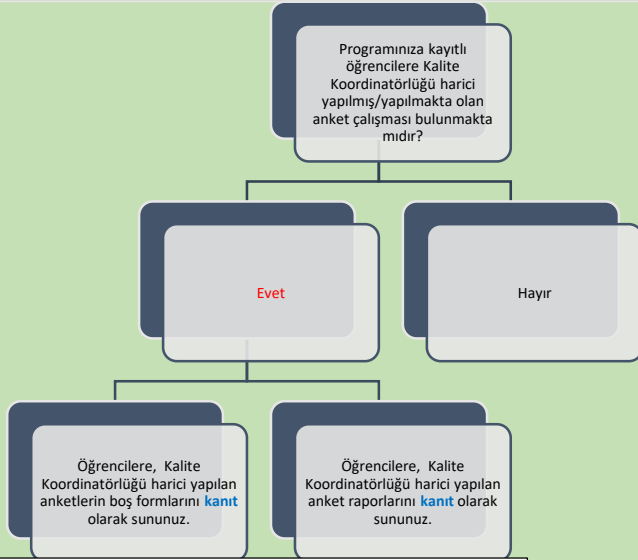 Programınıza kayıtlı
öğrencilere Kalite
Koordinatörlüğü harici
yapılmış/yapılmakta olan
anket çalışması bulunmakta
mıdır?
Evet
Hayır
Öğrencilere, Kalite
Koordinatörlüğü harici yapılan
anketlerin boş formlarını kanıt
olarak sununuz.
Öğrencilere, Kalite
Koordinatörlüğü harici yapılan
anket raporlarını kanıt olarak
sununuz.